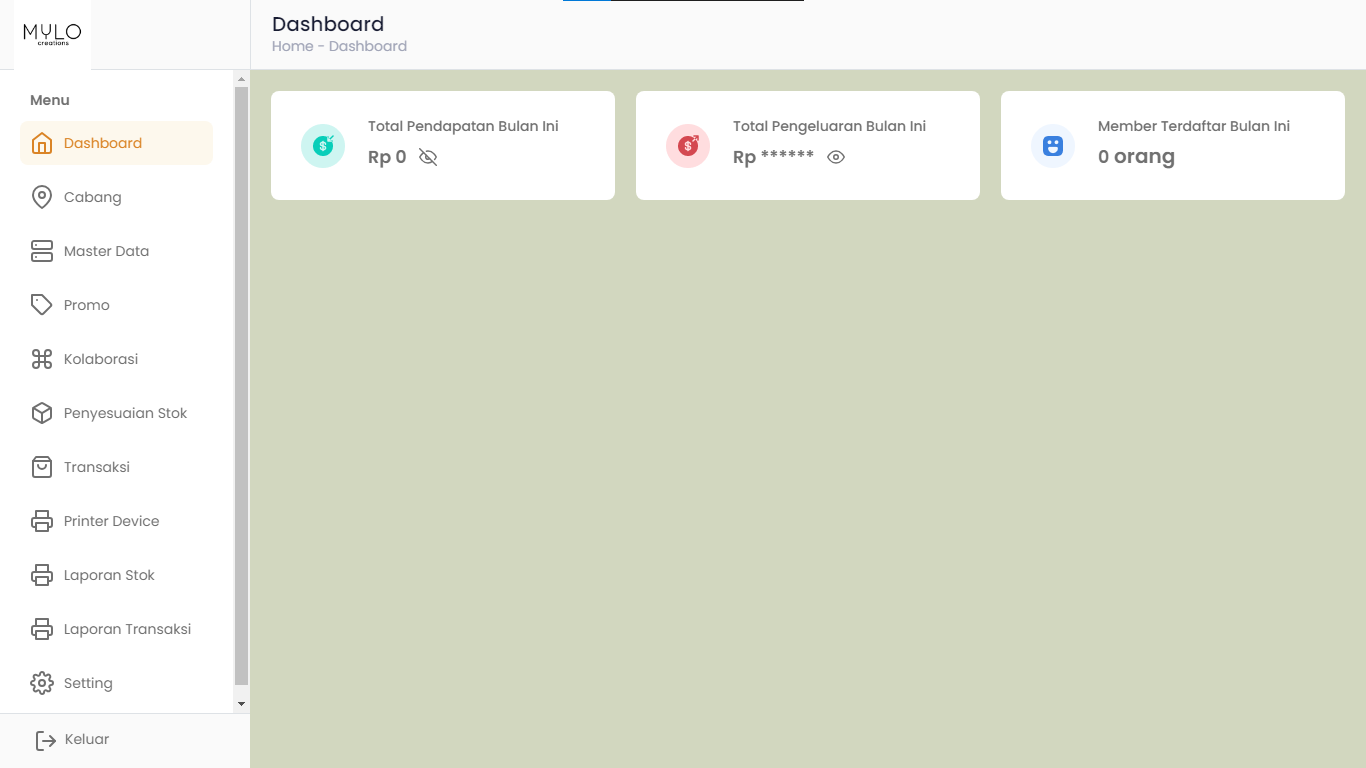 MYLO
creations
Dashboard
Home - Dashboard
Menu
Dashboard
Cabang
Master Data
Promo
Kolaborasi
Penyesuaian Stok
Transaksi
Printer Device
Laporan Stok
Laporan Transaksi
Setting
Keluar
Total Pendapatan Bulan Ini
Rp 0
Total Pengeluaran Bulan Ini
Rp ******
Member Terdaftar Bulan Ini
0 orang